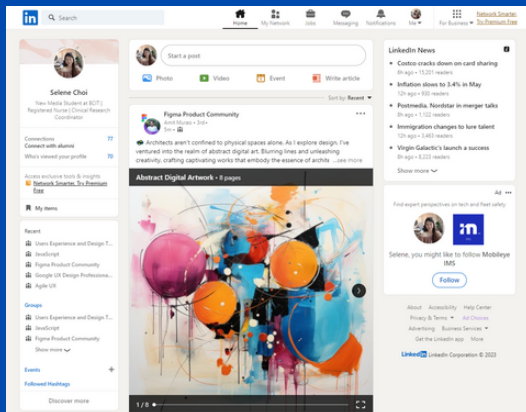 in
Search
Home
My Network
Jobs
Messaging
Notifications
Me
For Business
Network Smarter,
Try Premium Free
Selene Choi
New Media Student at BCIT |
Registered Nurse | Clinical Research
Coordinator
Connections 77
Connect with alumni
Who's viewed your profile 70
Access exclusive tools & insights
Network Smarter, Try Premium
Free
My items
Recent
Users Experience and Design T...
JavaScript
Figma Product Community
Google UX Design Professiona...
Agile UX
Groups
Users Experience and Design T...
JavaScript
Figma Product Community
Show more
Events +
Followed Hashtags
Discover more
Start a post
Photo
Video
Event
Write article
Sort by: Recent
Figma Product Community
Amit Mureu • 3rd+
5m •
Architects aren't confined to physical spaces alone. As I explore design, I've
ventured into the realm of abstract digital art. Blurring lines and unleashing
creativity, crafting captivating works that embody the essence of archite ...see more
Abstract Digital Artwork • 8 pages
1 / 8
LinkedIn News
Costco cracks down on card sharing
6h ago • 15,201 readers
Inflation slows to 3.4% in May
12h ago • 930 readers
Postmedia, Nordstar in merger talks
8h ago • 1,122 readers
Immigration changes to lure talent
12h ago • 3,463 readers
Virgin Galactic's launch a success
8h ago • 8,223 readers
Show more
Ad •••
Find expert perspectives on tech and fleet safety
Selene, you might like to follow Mobileye
IMS
Follow
About Accessibility Help Center
Privacy & Terms Ad Choices
Advertising Business Services
Get the LinkedIn app More
LinkedIn LinkedIn Corporation © 2023